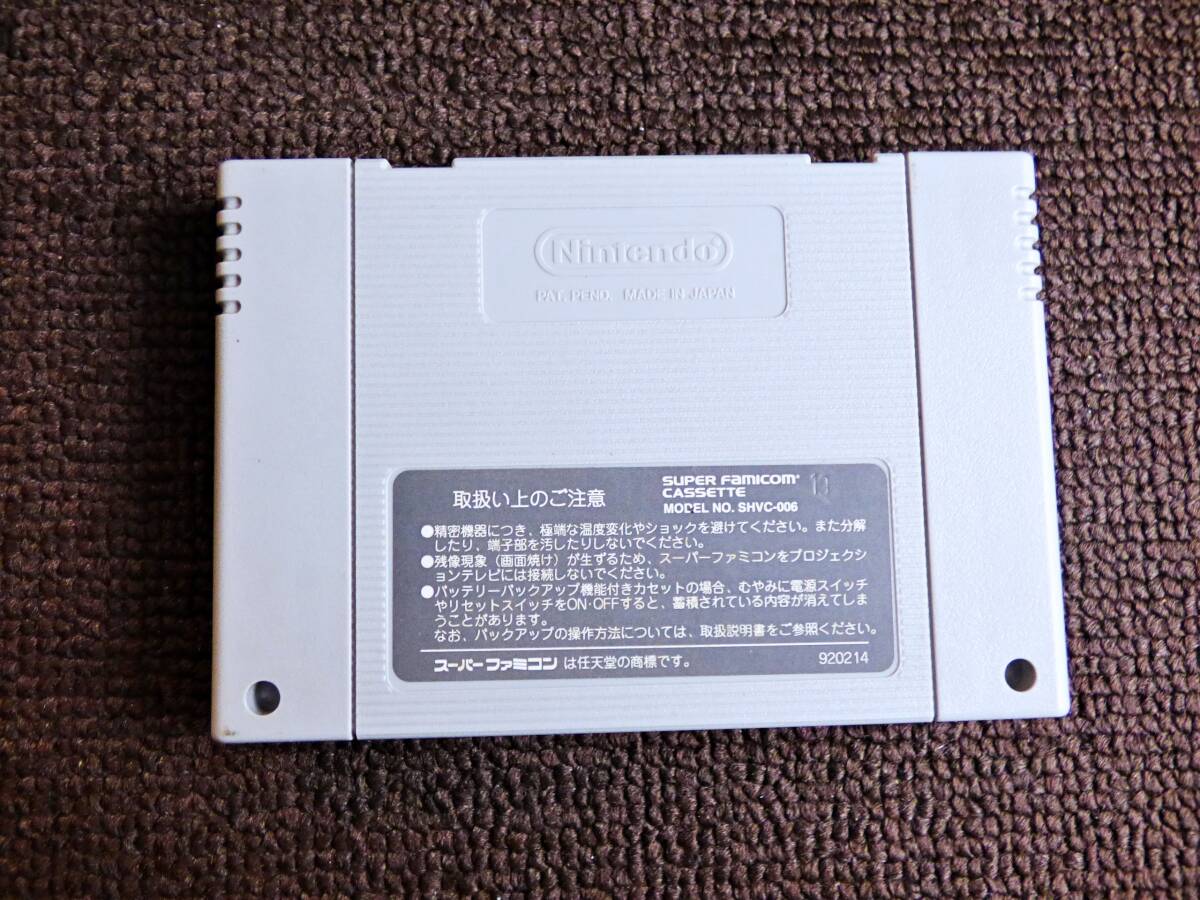 Nintendo
PAT. PEND. MADE IN JAPAN
取扱い上のご注意
SUPER FAMICOM
CASSETTE
MODEL NO. SHVC-006
●精密機器につき、極端な温度変化やショックを避けてください。また分解
したり、端子部を汚したりしないでください。
●残像現象（画面焼け）が生ずるため、スーパーファミコンをプロジェクシ
ョンテレビには接続しないでください。
●バッテリーバックアップ機能付きカセットの場合、むやみに電源スイッチ
やリセットスイッチをON・OFFすると、蓄積されている内容が消えてしま
うことがあります。
なお、バックアップの操作方法については、取扱説明書をご参照ください。
スーパーファミコン は任天堂の商標です。
920214